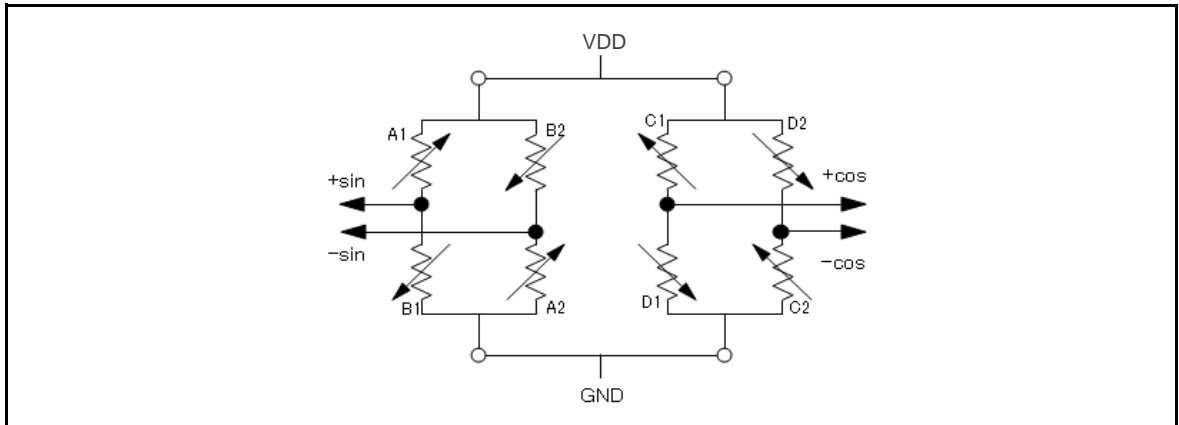 VDD
A1
B2
C1
D2
+sin
+cos
-sin
-cos
B1
A2
D1
C2
GND